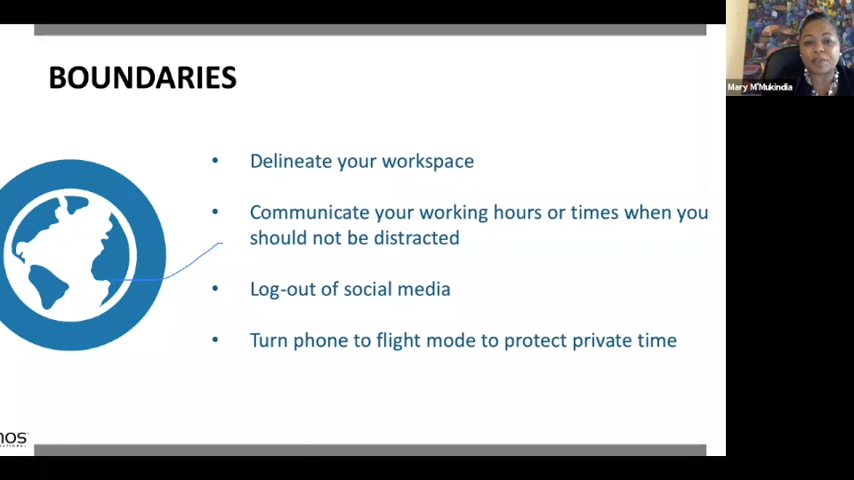 BOUNDARIES
Mary M'Mukindia
• Delineate your workspace
• Communicate your working hours or times when you
should not be distracted
• Log-out of social media
• Turn phone to flight mode to protect private time